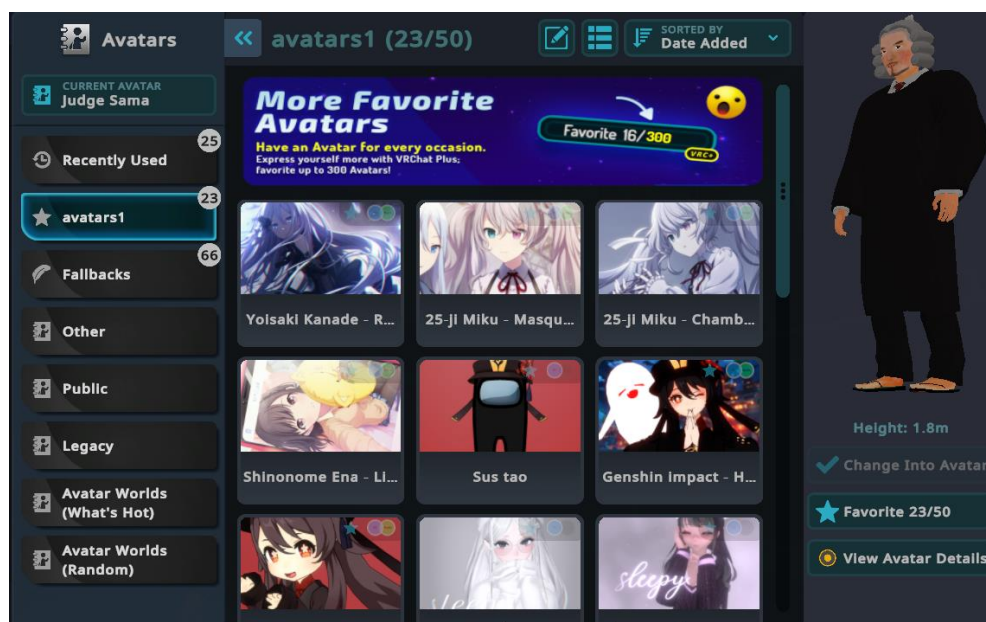 Avatars
CURRENT AVATAR
Judge Sama
25
Recently Used
23
avatars1
66
Fallbacks
Other
Public
Legacy
Avatar Worlds
(What's Hot)
Avatar Worlds
(Random)
avatars1 (23/50)
SORTED BY
Date Added
More Favorite
Avatars
Have an Avatar for every occasion.
Express yourself more with VRChat Plus;
favorite up to 300 Avatars!
Favorite 16/300
VRC+
Yoisaki Kanade - R...
25-ji Miku - Masqu...
25-ji Miku - Chamb...
Shinonome Ena - Li...
Sus tao
Genshin impact - H...
sleepy
Height: 1.8m
Change Into Avatar
Favorite 23/50
View Avatar Details